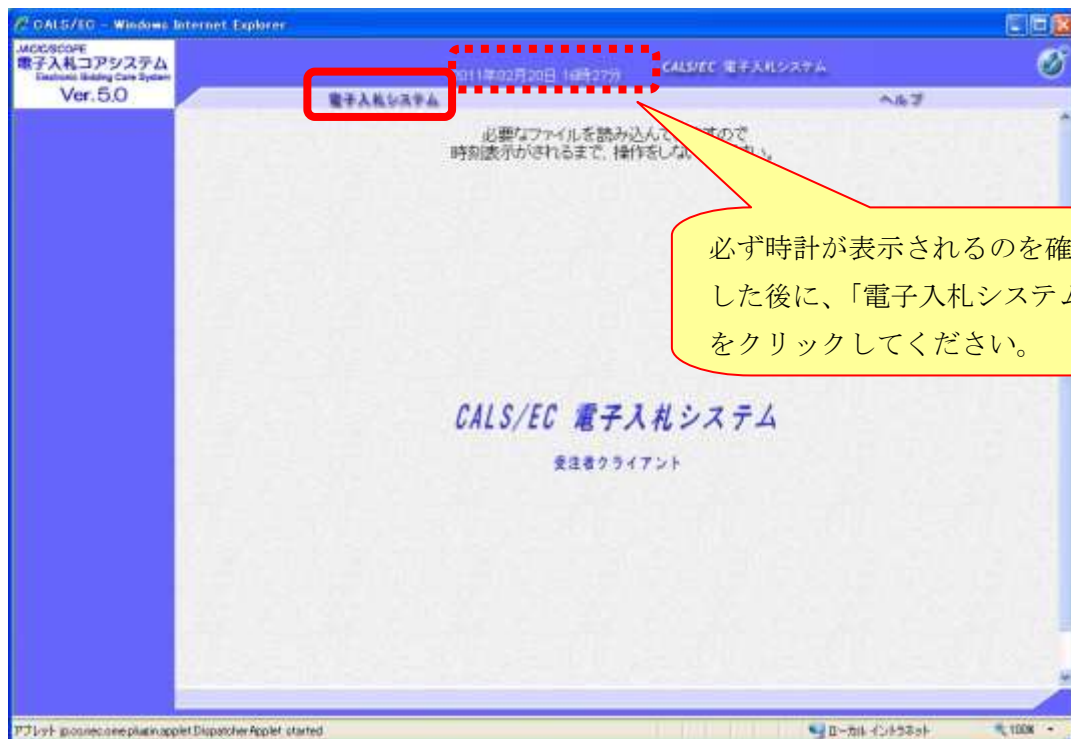 CALS/EC - Windows Internet Explorer
JACIC/SCOPE
電子入札コアシステム
Electronic Bidding Core System
Ver.5.0
2011年02月20日 16時27分
CALS/EC 電子入札システム
電子入札システム
ヘルプ
必要なファイルを読み込んで すので
時刻表示がされるまで、操作をしない さい。
必ず時計が表示されるのを確
した後に、「電子入札システム
をクリックしてください。
CALS/EC 電子入札システム
受注者クライアント
アプレット started
ローカル イントラネット
100%